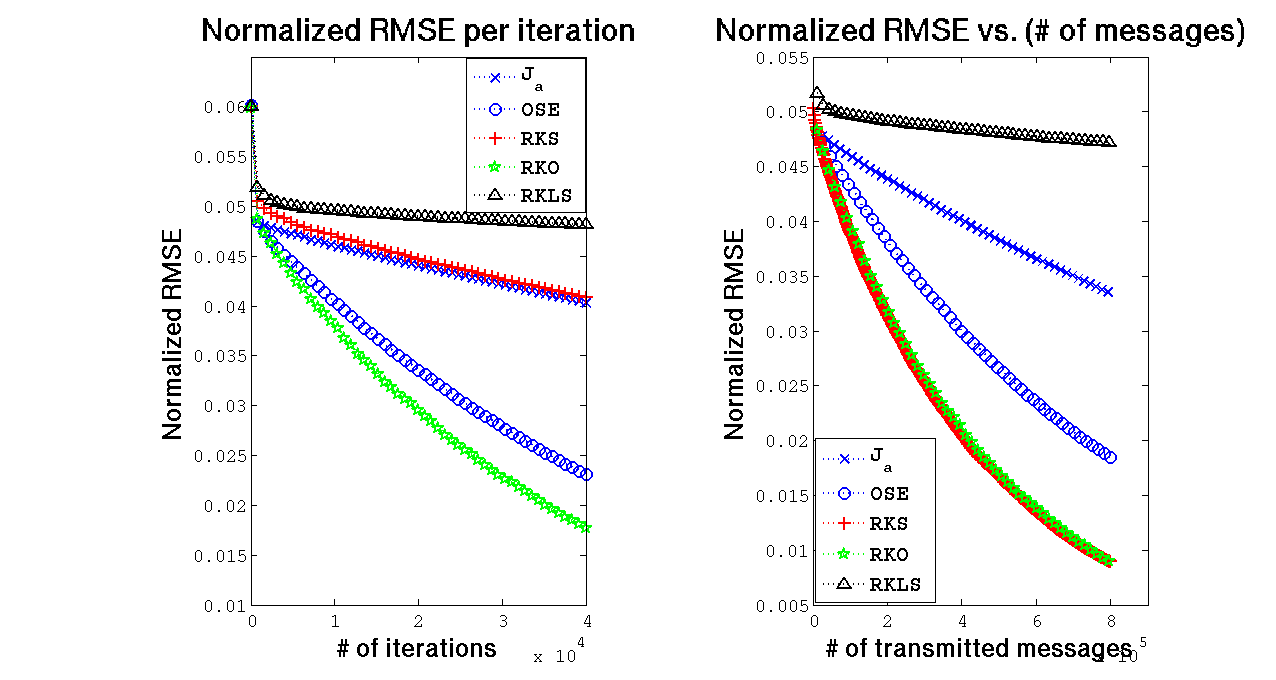 Normalized RMSE per iteration
Normalized RMSE
0.06
0.055
0.05
0.045
0.04
0.035
0.03
0.025
0.02
0.015
0.01
0 1 2 3 4
# of iterations
x 10^4
J_a
OSE
RKS
RKO
RKLS
Normalized RMSE vs. (# of messages)
Normalized RMSE
0.055
0.05
0.045
0.04
0.035
0.03
0.025
0.02
0.015
0.01
0.005
0 2 4 6 8
# of transmitted messages
x 10^5
J_a
OSE
RKS
RKO
RKLS